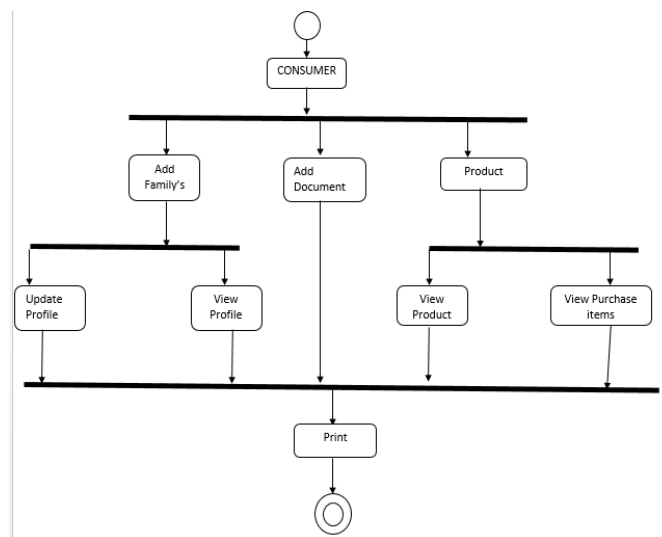 CONSUMER
Add
Family's
Add
Document
Product
Update
Profile
View
Profile
View
Product
View Purchase
items
Print